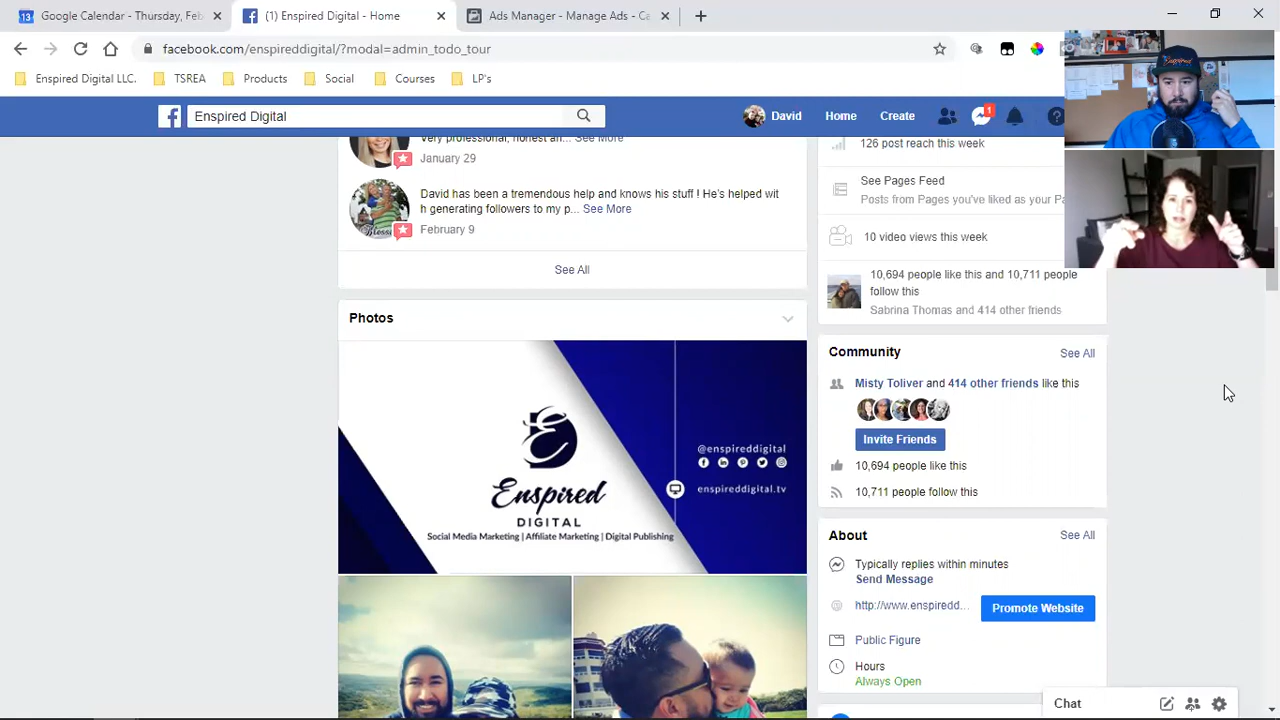 Google Calendar - Thursday, Feb
(1) Enspired Digital - Home
Ads Manager - Manage Ads - Ca
facebook.com/enspireddigital/?modal=admin_todo_tour
Enspired Digital LLC.
TSREA
Products
Social
Courses
LP's
Enspired Digital
David
Home
Create
1
Very professional, honest an... See More
January 29
David has been a tremendous help and knows his stuff ! He's helped wit
h generating followers to my p... See More
February 9
See All
Photos
@enspireddigital
enspireddigital.tv
Enspired
DIGITAL
Social Media Marketing | Affiliate Marketing | Digital Publishing
126 post reach this week
See Pages Feed
Posts from Pages you've liked as your Pa
10 video views this week
10,694 people like this and 10,711 people
follow this
Sabrina Thomas and 414 other friends
Community
See All
Misty Toliver and 414 other friends like this
Invite Friends
10,694 people like this
10,711 people follow this
About
See All
Typically replies within minutes
Send Message
http://www.enspiredd...
Promote Website
Public Figure
Hours
Always Open
Chat